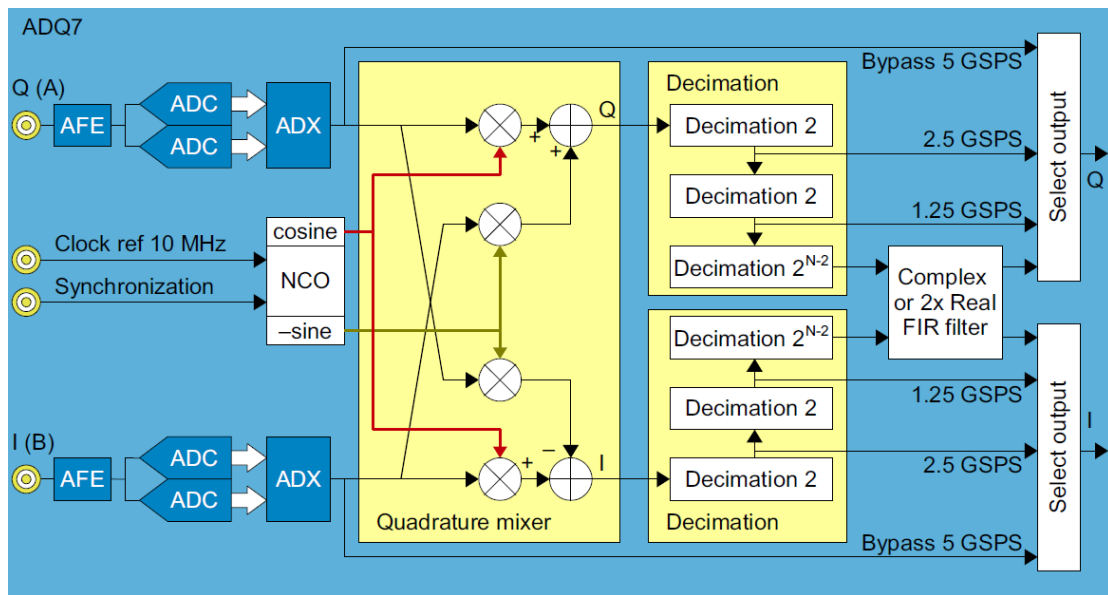 ADQ7
Q (A)
AFE
ADC
ADC
ADX
Clock ref 10 MHz
Synchronization
cosine
NCO
–sine
I (B)
AFE
ADC
ADC
ADX
+
+
Q
+
–
I
Quadrature mixer
Decimation
Decimation 2
Decimation 2
Decimation 2^N-2
Decimation 2^N-2
Decimation 2
Decimation 2
Decimation
Bypass 5 GSPS
2.5 GSPS
1.25 GSPS
Complex
or 2x Real
FIR filter
1.25 GSPS
2.5 GSPS
Bypass 5 GSPS
Select output
Q
Select output
I